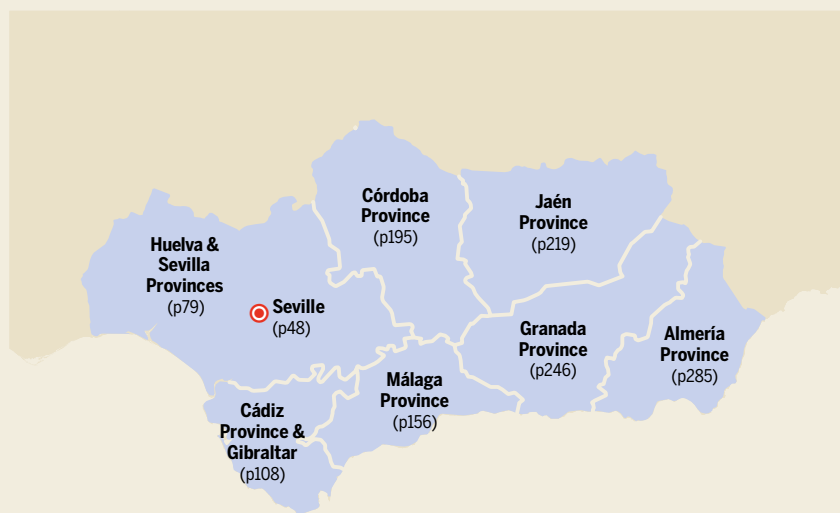 Huelva &
Sevilla
Provinces
(p79)
Seville
(p48)
Córdoba
Province
(p195)
Jaén
Province
(p219)
Granada
Province
(p246)
Almería
Province
(p285)
Málaga
Province
(p156)
Cádiz
Province &
Gibraltar
(p108)